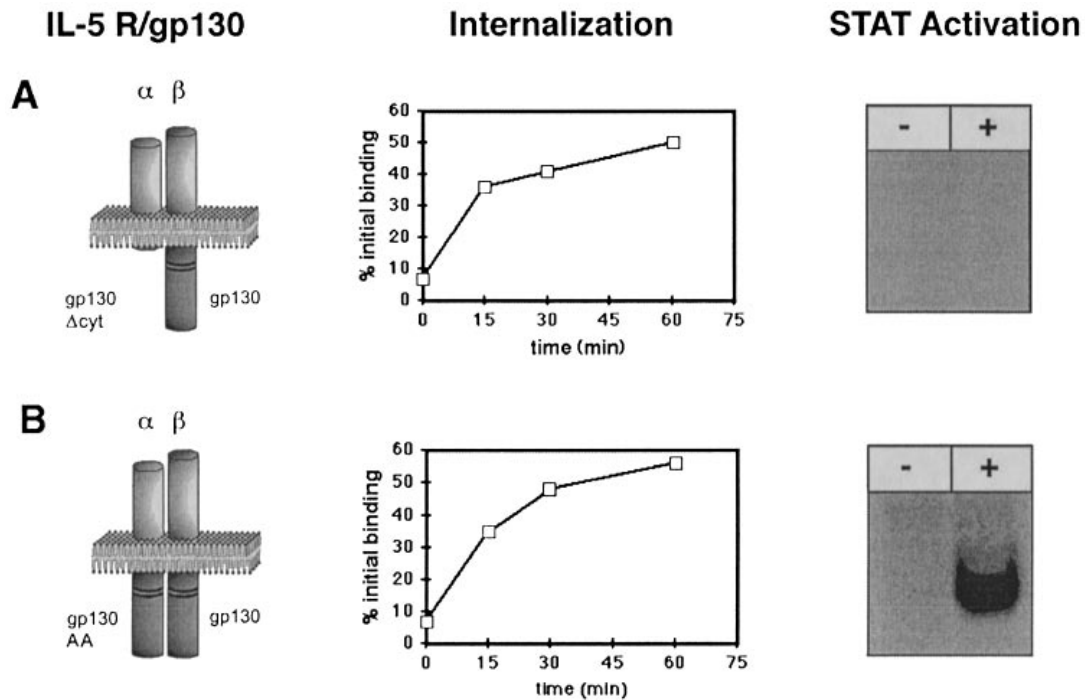 IL-5 R/gp130 Internalization STAT Activation
A
α β
gp130
Δcyt
gp130
% initial binding
60
50
40
30
20
10
0
0 15 30 45 60 75
time (min)
- +
B
α β
gp130
AA
gp130
% initial binding
60
50
40
30
20
10
0
0 15 30 45 60 75
time (min)
- +